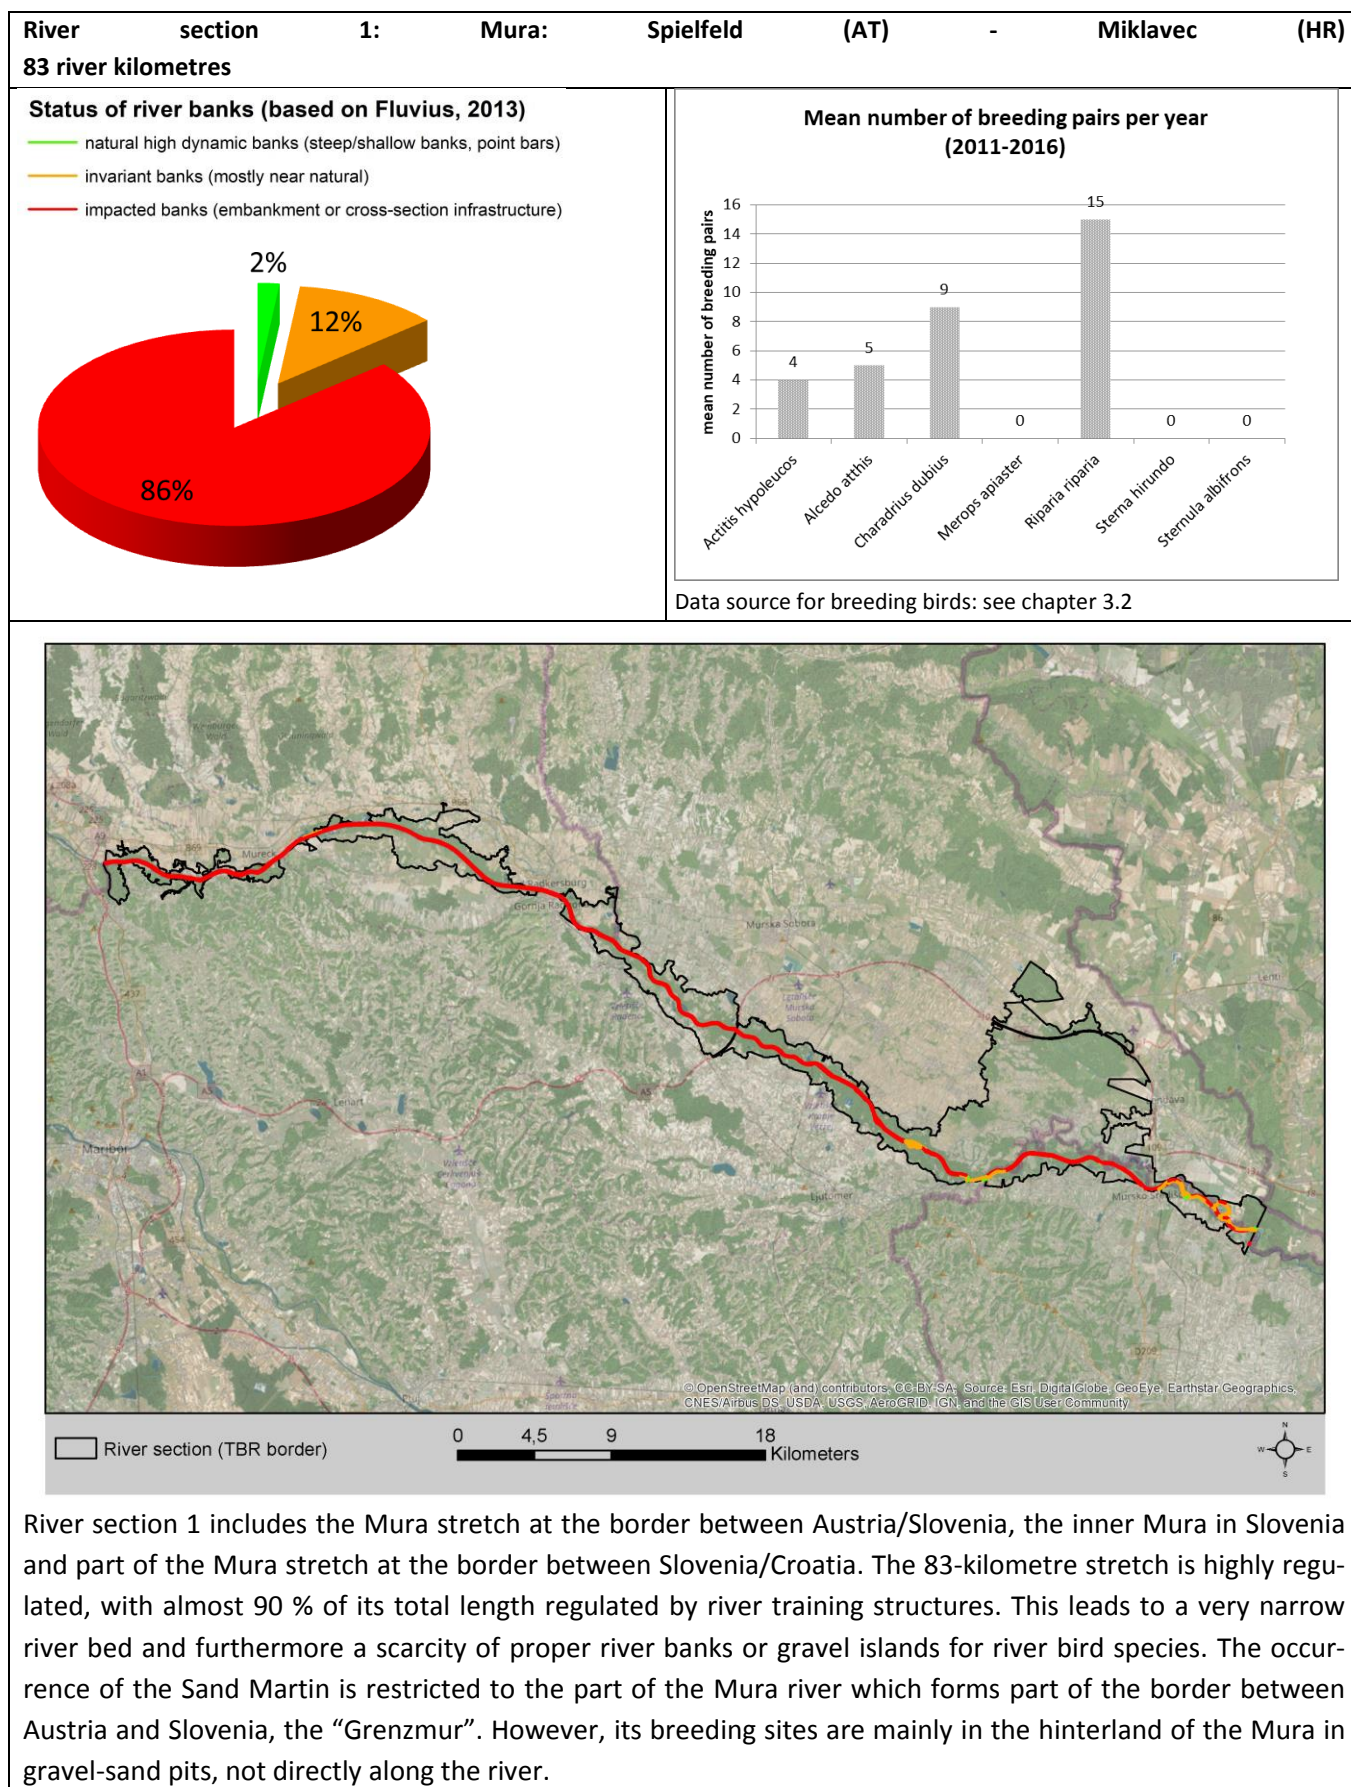 River section 1: Mura: Spielfeld (AT) - Miklavec (HR)
83 river kilometres
Status of river banks (based on Fluvius, 2013)
natural high dynamic banks (steep/shallow banks, point bars)
invariant banks (mostly near natural)
impacted banks (embankment or cross-section infrastructure)
2%
12%
86%
Mean number of breeding pairs per year
(2011-2016)
mean number of breeding pairs
16
14
12
10
8
6
4
2
0
4
5
9
0
15
0
0
Actitis hypoleucos
Alcedo atthis
Charadrius dubius
Merops apiaster
Riparia riparia
Sterna hirundo
Sternula albifrons
Data source for breeding birds: see chapter 3.2
Mureck
Radkersburg
Gornja
Murska Sobota
Murska
Sobota
Lenti
Lenart
Maribor
Ljutomer
Mursko
A1
A5
D209
86
© OpenStreetMap (and) contributors, CC-BY-SA, Source: Esri, DigitalGlobe, GeoEye, Earthstar Geographics,
CNES/Airbus DS, USDA, USGS, AeroGRID, IGN, and the GIS User Community
River section (TBR border)
0 4,5 9 18
Kilometers
N
W E
S
River section 1 includes the Mura stretch at the border between Austria/Slovenia, the inner Mura in Slovenia
and part of the Mura stretch at the border between Slovenia/Croatia. The 83-kilometre stretch is highly regu-
lated, with almost 90 % of its total length regulated by river training structures. This leads to a very narrow
river bed and furthermore a scarcity of proper river banks or gravel islands for river bird species. The occur-
rence of the Sand Martin is restricted to the part of the Mura river which forms part of the border between
Austria and Slovenia, the “Grenzmur”. However, its breeding sites are mainly in the hinterland of the Mura in
gravel-sand pits, not directly along the river.